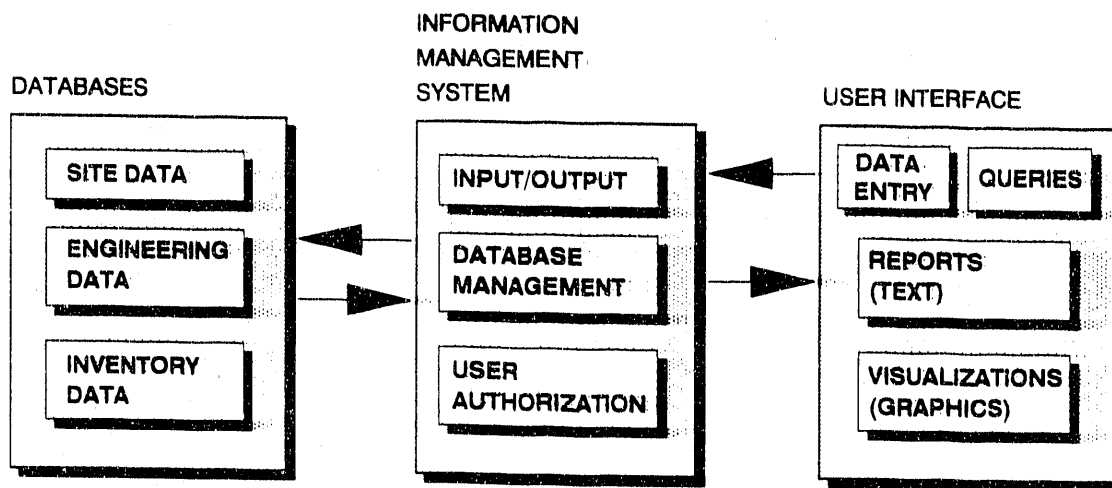 DATABASES
SITE DATA
ENGINEERING
DATA
INVENTORY
DATA
INFORMATION
MANAGEMENT
SYSTEM
INPUT/OUTPUT
DATABASE
MANAGEMENT
USER
AUTHORIZATION
USER INTERFACE
DATA
ENTRY
QUERIES
REPORTS
(TEXT)
VISUALIZATIONS
(GRAPHICS)